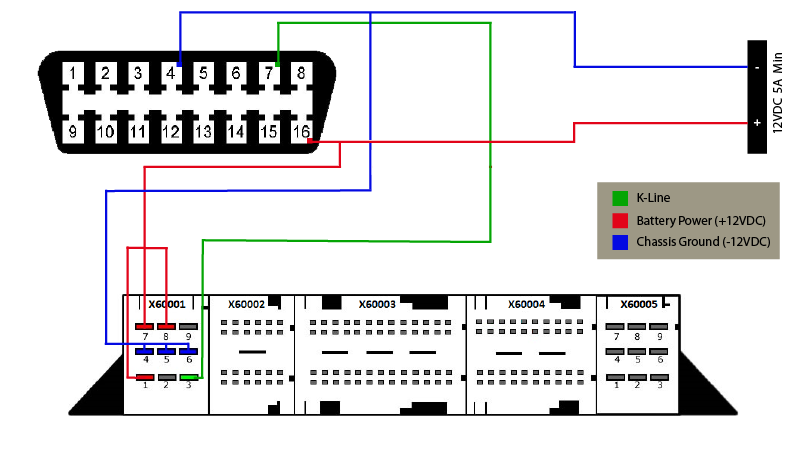 1 2 3 4 5 6 7 8
9 10 11 12 13 14 15 16
-
+
12VDC 5A Min
K-Line
Battery Power (+12VDC)
Chassis Ground (-12VDC)
X60001 X60002 X60003 X60004 X60005
7 8 9 7 8 9
4 5 6 4 5 6
1 2 3 1 2 3